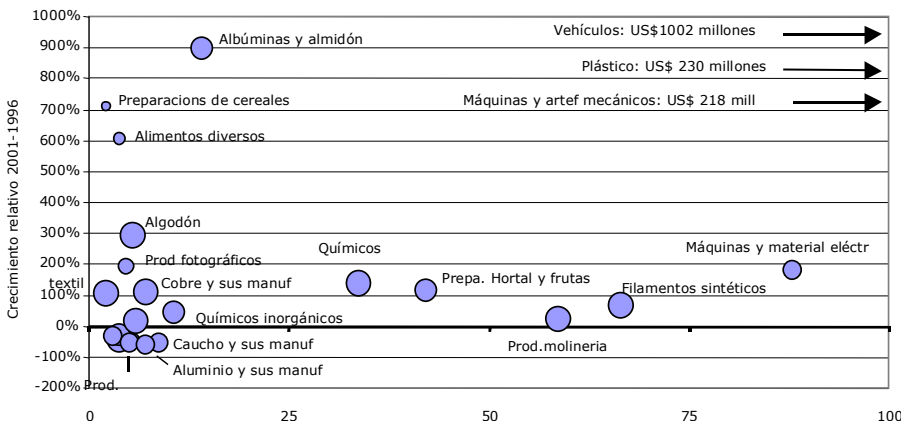 1000%
900%
800%
700%
600%
500%
400%
300%
200%
100%
0%
-100%
-200%
Crecimiento relativo 2001-1996
Vehículos: US$1002 millones
Albúminas y almidón
Plástico: US$ 230 millones
Preparacions de cereales
Máquinas y artef mecánicos: US$ 218 mill
Alimentos diversos
Algodón
Químicos
Máquinas y material eléctr
Prod fotográficos
textil
Cobre y sus manuf
Prepa. Hortal y frutas
Filamentos sintéticos
Químicos inorgánicos
Caucho y sus manuf
Prod.molineria
Aluminio y sus manuf
Prod.
0
25
50
75
100